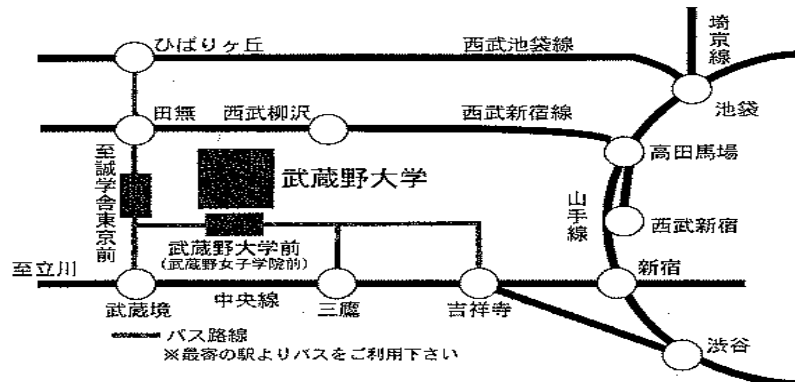 ひばりヶ丘
西武池袋線
埼京線
池袋
田無
西武柳沢
西武新宿線
高田馬場
至誠学舎東京前
武蔵野大学
山手線
西武新宿
武蔵野大学前
(武蔵野女子学院前)
至立川
新宿
武蔵境
中央線
三鷹
吉祥寺
渋谷
バス路線
※最寄の駅よりバスをご利用下さい